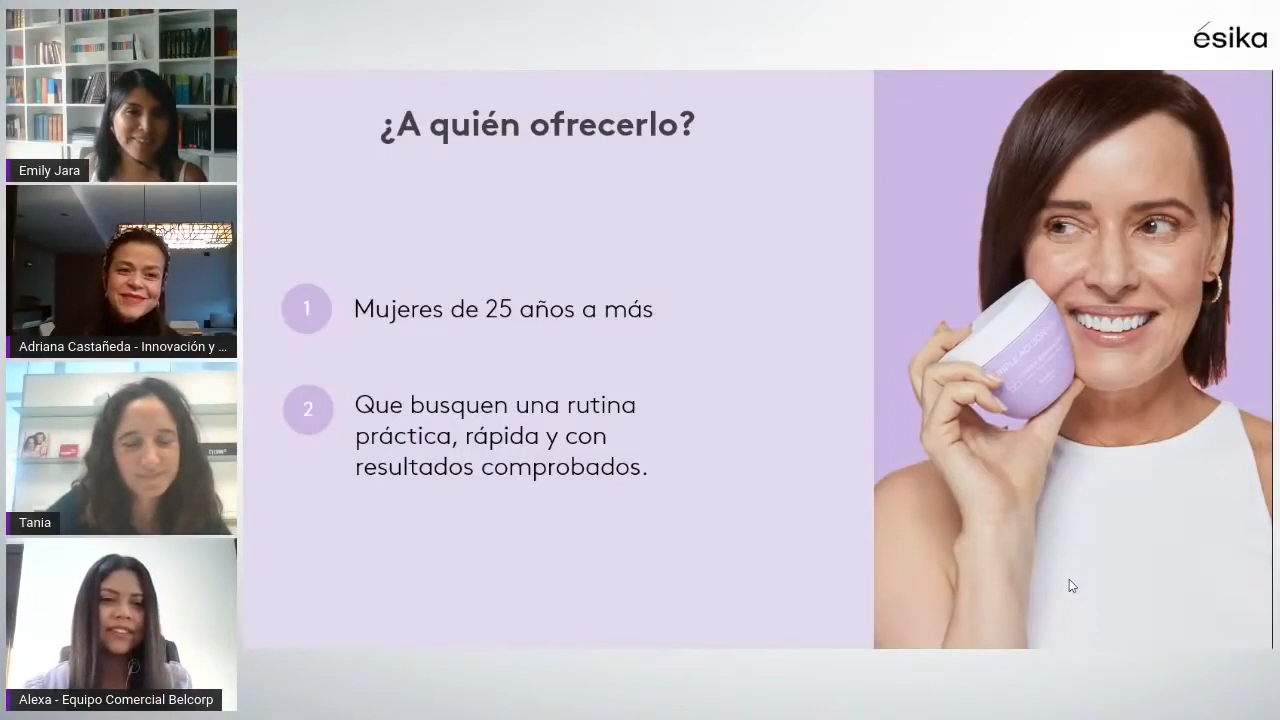 ésika
¿A quién ofrecerlo?
1
Mujeres de 25 años a más
2
Que busquen una rutina
práctica, rápida y con
resultados comprobados.
Emily Jara
Adriana Castañeda - Innovación y ...
Tania
Alexa - Equipo Comercial Belcorp